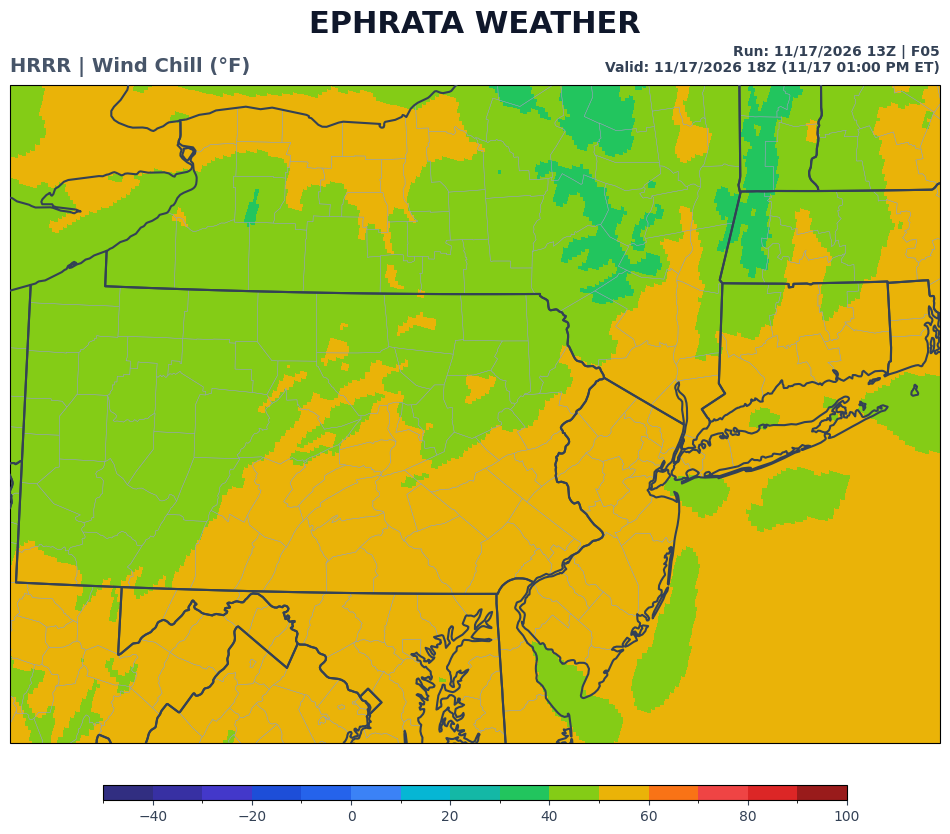 EPHRATA WEATHER
HRRR | Wind Chill (°F)
Run: 11/17/2026 13Z | F05
Valid: 11/17/2026 18Z (11/17 01:00 PM ET)
−40 −20 0 20 40 60 80 100